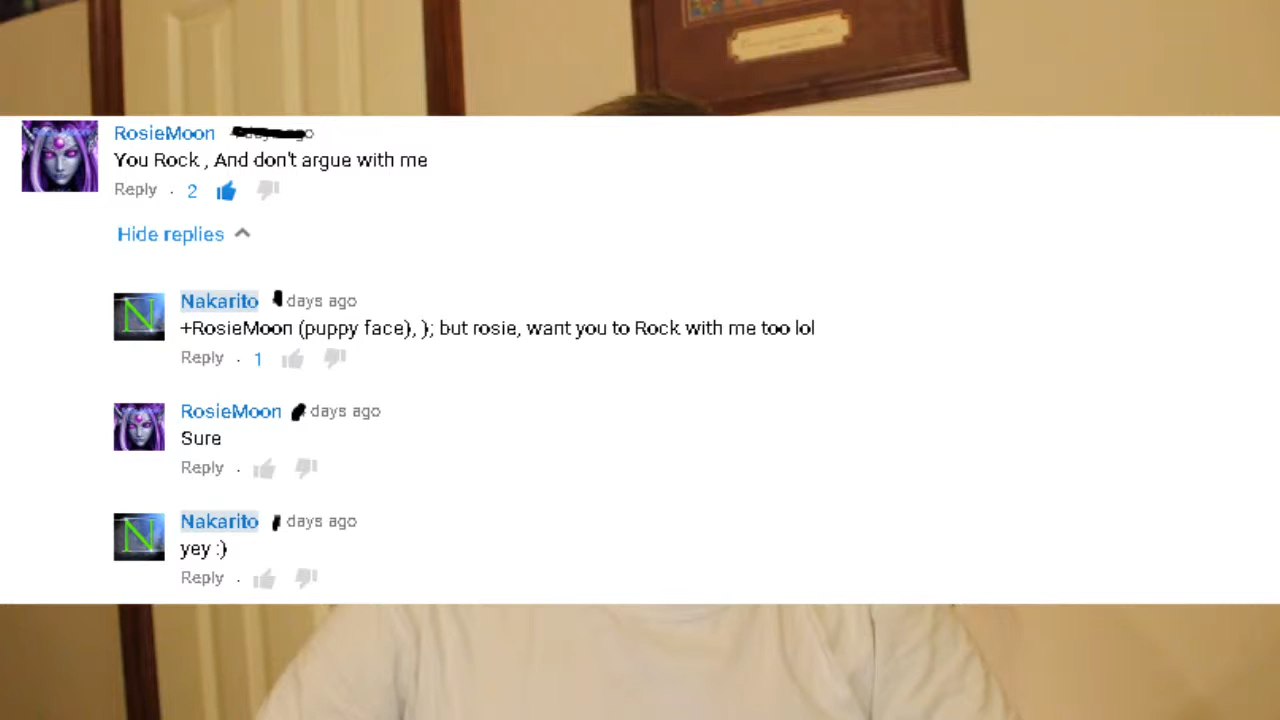 RosieMoon
You Rock , And don't argue with me
Reply . 2
Hide replies
N
Nakarito days ago
+RosieMoon (puppy face), ); but rosie, want you to Rock with me too lol
Reply . 1
RosieMoon days ago
Sure
Reply .
N
Nakarito days ago
yey :)
Reply .